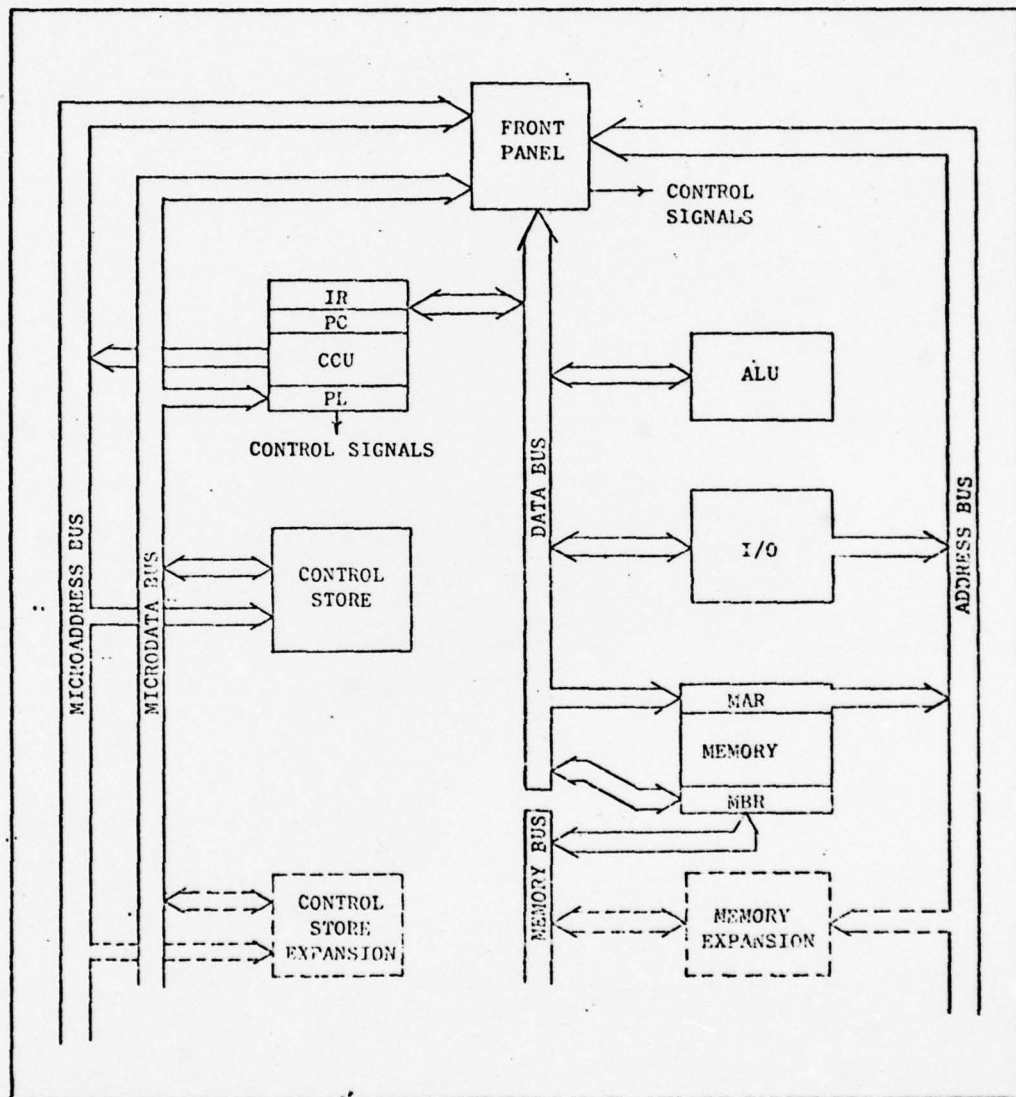 FRONT
PANEL
CONTROL
SIGNALS
IR
PC
CCU
PL
CONTROL SIGNALS
ALU
MICROADDRESS BUS
MICRODATA BUS
DATA BUS
ADDRESS BUS
CONTROL
STORE
I/O
MAR
MEMORY
MBR
MEMORY BUS
CONTROL
STORE
EXPANSION
MEMORY
EXPANSION